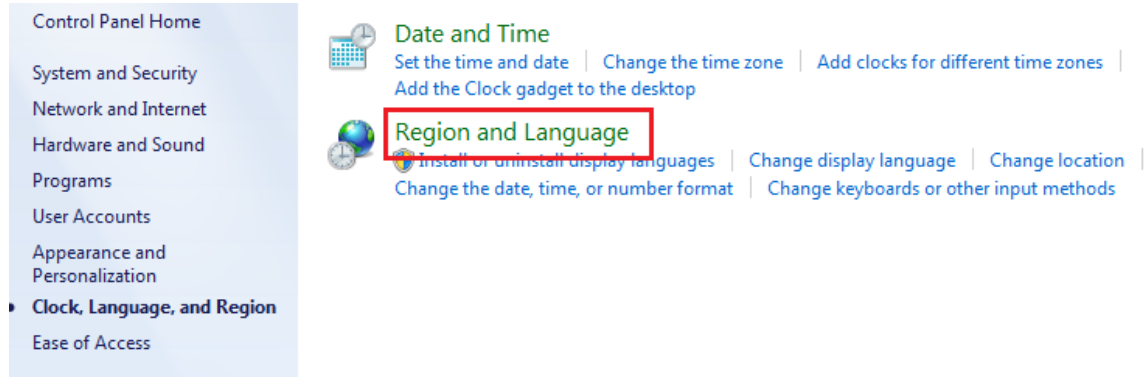 Control Panel Home
System and Security
Network and Internet
Hardware and Sound
Programs
User Accounts
Appearance and
Personalization
Clock, Language, and Region
Ease of Access
Date and Time
Set the time and date Change the time zone Add clocks for different time zones
Add the Clock gadget to the desktop
Region and Language
Install or uninstall display languages Change display language Change location
Change the date, time, or number format Change keyboards or other input methods